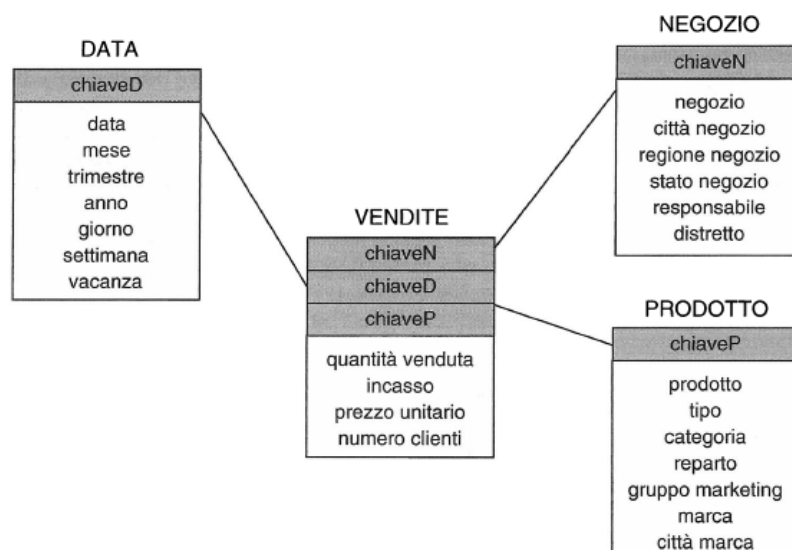 DATA
chiaveD
data
mese
trimestre
anno
giorno
settimana
vacanza
VENDITE
chiaveN
chiaveD
chiaveP
quantità venduta
incasso
prezzo unitario
numero clienti
NEGOZIO
chiaveN
negozio
città negozio
regione negozio
stato negozio
responsabile
distretto
PRODOTTO
chiaveP
prodotto
tipo
categoria
reparto
gruppo marketing
marca
città marca